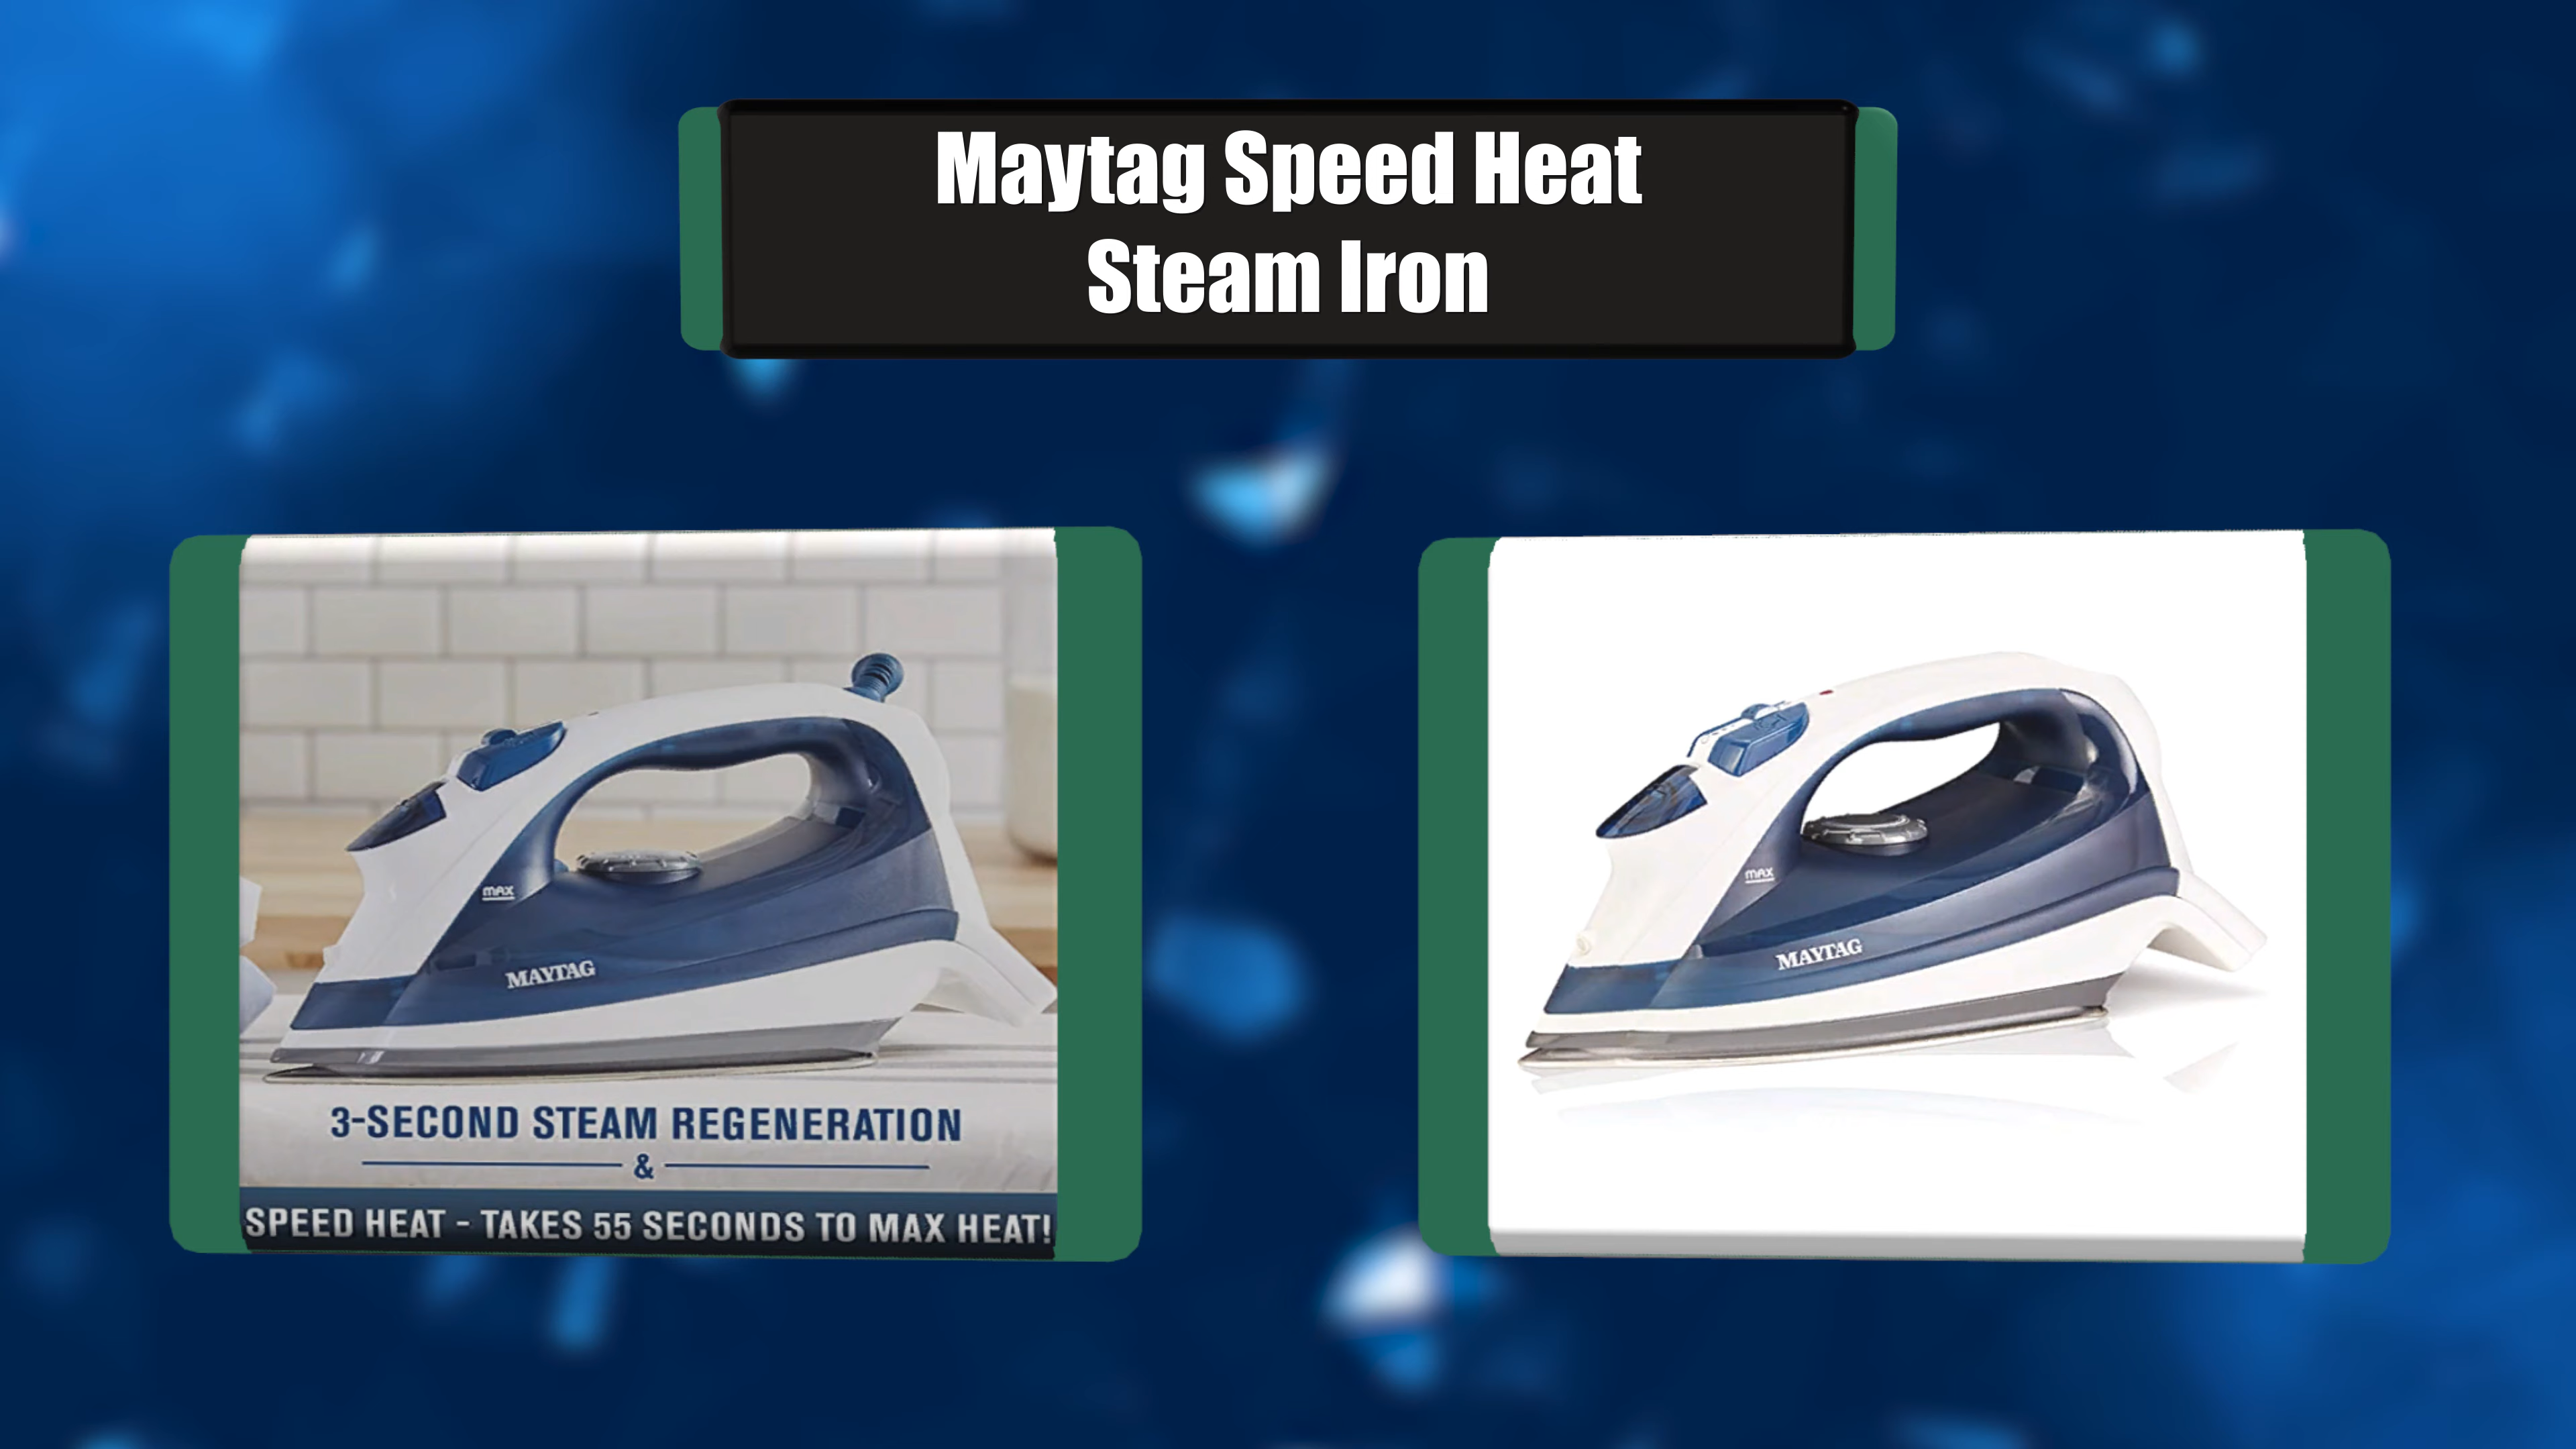 Maytag Speed Heat
Steam Iron
MAX
MAYTAG
3-SECOND STEAM REGENERATION
&
SPEED HEAT - TAKES 55 SECONDS TO MAX HEAT!
MAX
MAYTAG